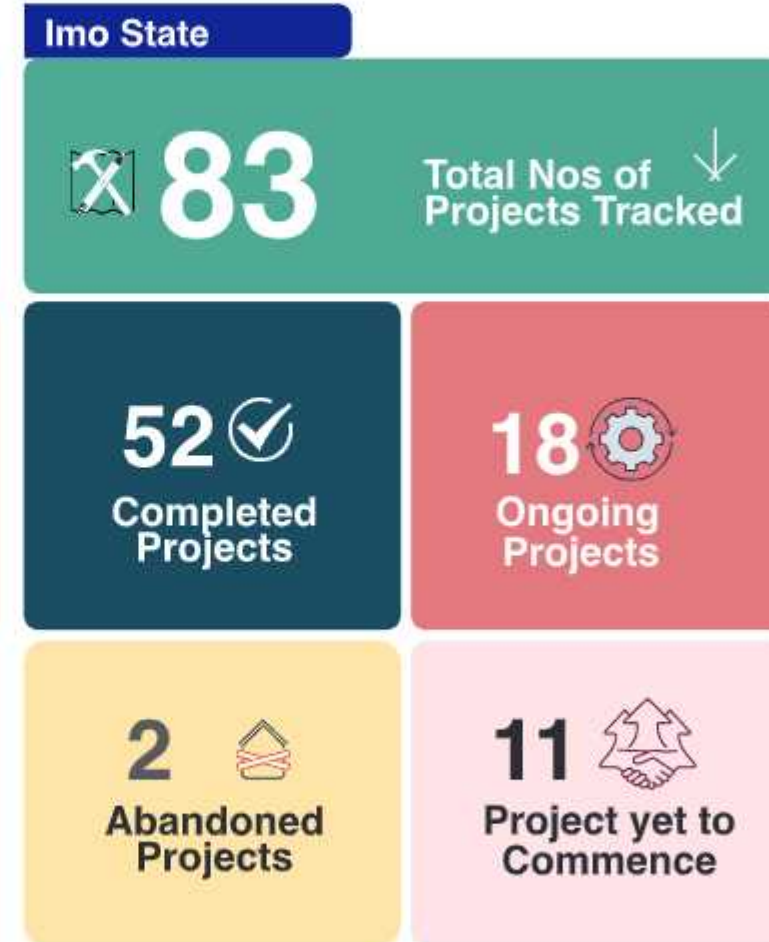 Imo State
83
Total Nos of
Projects Tracked
52
Completed
Projects
18
Ongoing
Projects
2
Abandoned
Projects
11
Project yet to
Commence